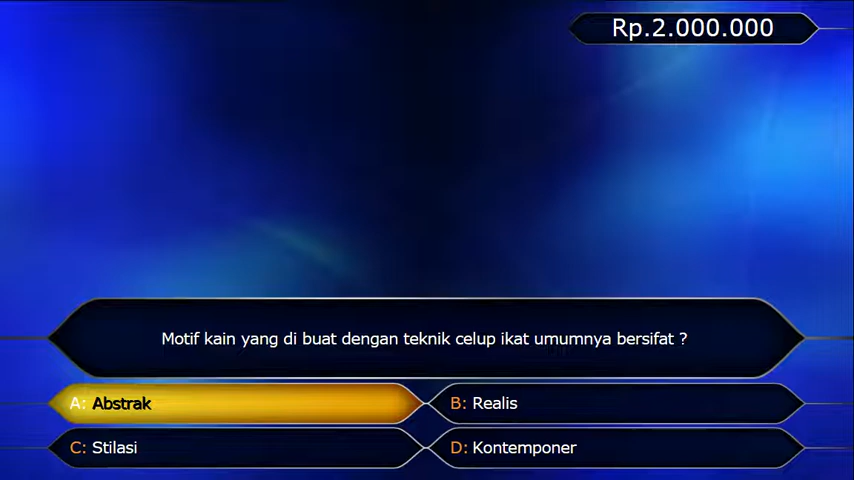 Rp.2.000.000
Motif kain yang di buat dengan teknik celup ikat umumnya bersifat ?
A: Abstrak
B: Realis
C: Stilasi
D: Kontemponer